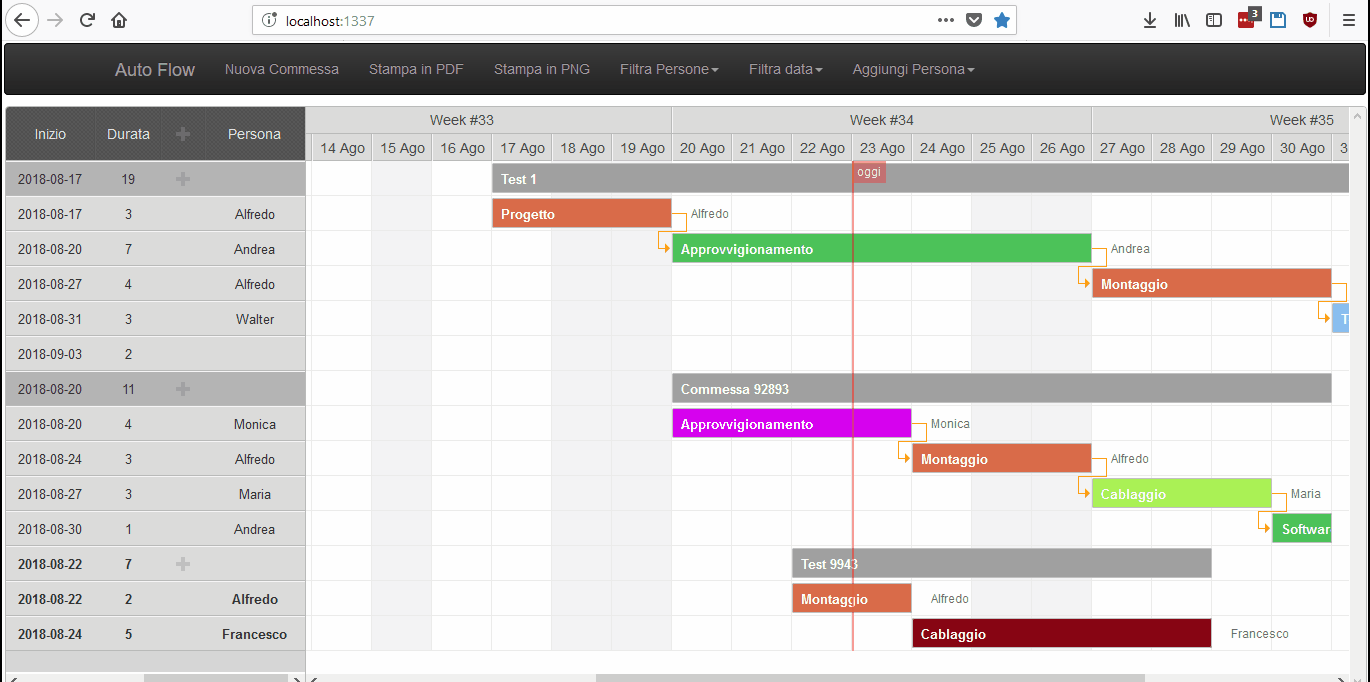 localhost:1337
3
Auto Flow Nuova Commessa Stampa in PDF Stampa in PNG Filtra Persone Filtra data Aggiungi Persona
Week #33 Week #34 Week #35
Inizio Durata + Persona
14 Ago 15 Ago 16 Ago 17 Ago 18 Ago 19 Ago 20 Ago 21 Ago 22 Ago 23 Ago 24 Ago 25 Ago 26 Ago 27 Ago 28 Ago 29 Ago 30 Ago 3
2018-08-17 19 + Test 1 oggi
2018-08-17 3 Alfredo Progetto Alfredo
2018-08-20 7 Andrea Approvvigionamento Andrea
2018-08-27 4 Alfredo Montaggio
2018-08-31 3 Walter T
2018-09-03 2
2018-08-20 11 + Commessa 92893
2018-08-20 4 Monica Approvvigionamento Monica
2018-08-24 3 Alfredo Montaggio Alfredo
2018-08-27 3 Maria Cablaggio Maria
2018-08-30 1 Andrea Softwar
2018-08-22 7 + Test 9943
2018-08-22 2 Alfredo Montaggio Alfredo
2018-08-24 5 Francesco Cablaggio Francesco